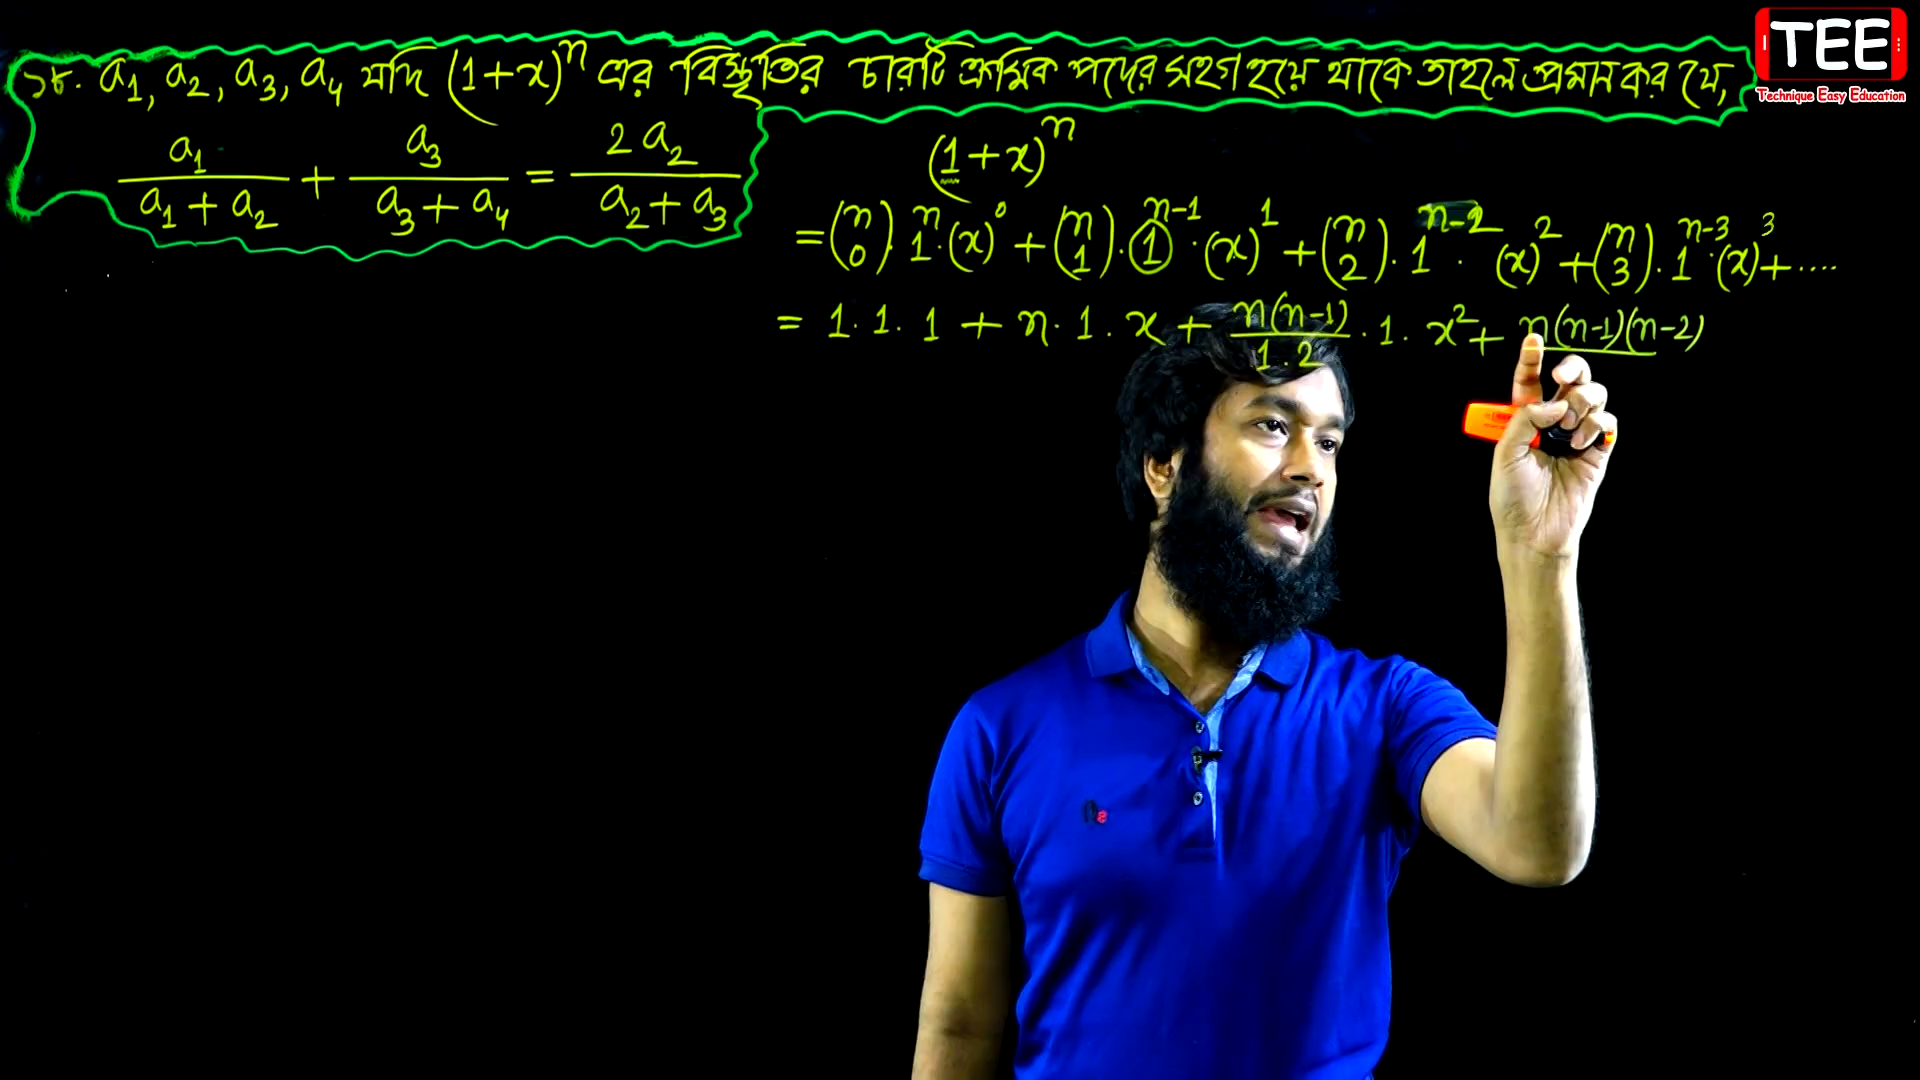 TEE
Technique Easy Education
১৮. a₁, a₂, a₃, a₄ যদি (1+x)ⁿ এর বিস্তৃতির চারটি ক্রমিক পদের সহগ হয়ে থাকে তাহলে প্রমান কর যে,
a₁/(a₁+a₂) + a₃/(a₃+a₄) = 2a₂/(a₂+a₃)
(1+x)ⁿ
= (n 0)·1ⁿ·(x)⁰ + (n 1)·1ⁿ⁻¹·(x)¹ + (n 2)·1ⁿ⁻²·(x)² + (n 3)·1ⁿ⁻³·(x)³ + ....
= 1·1·1 + n·1·x + n(n-1)/1.2 ·1·x² + n(n-1)(n-2)